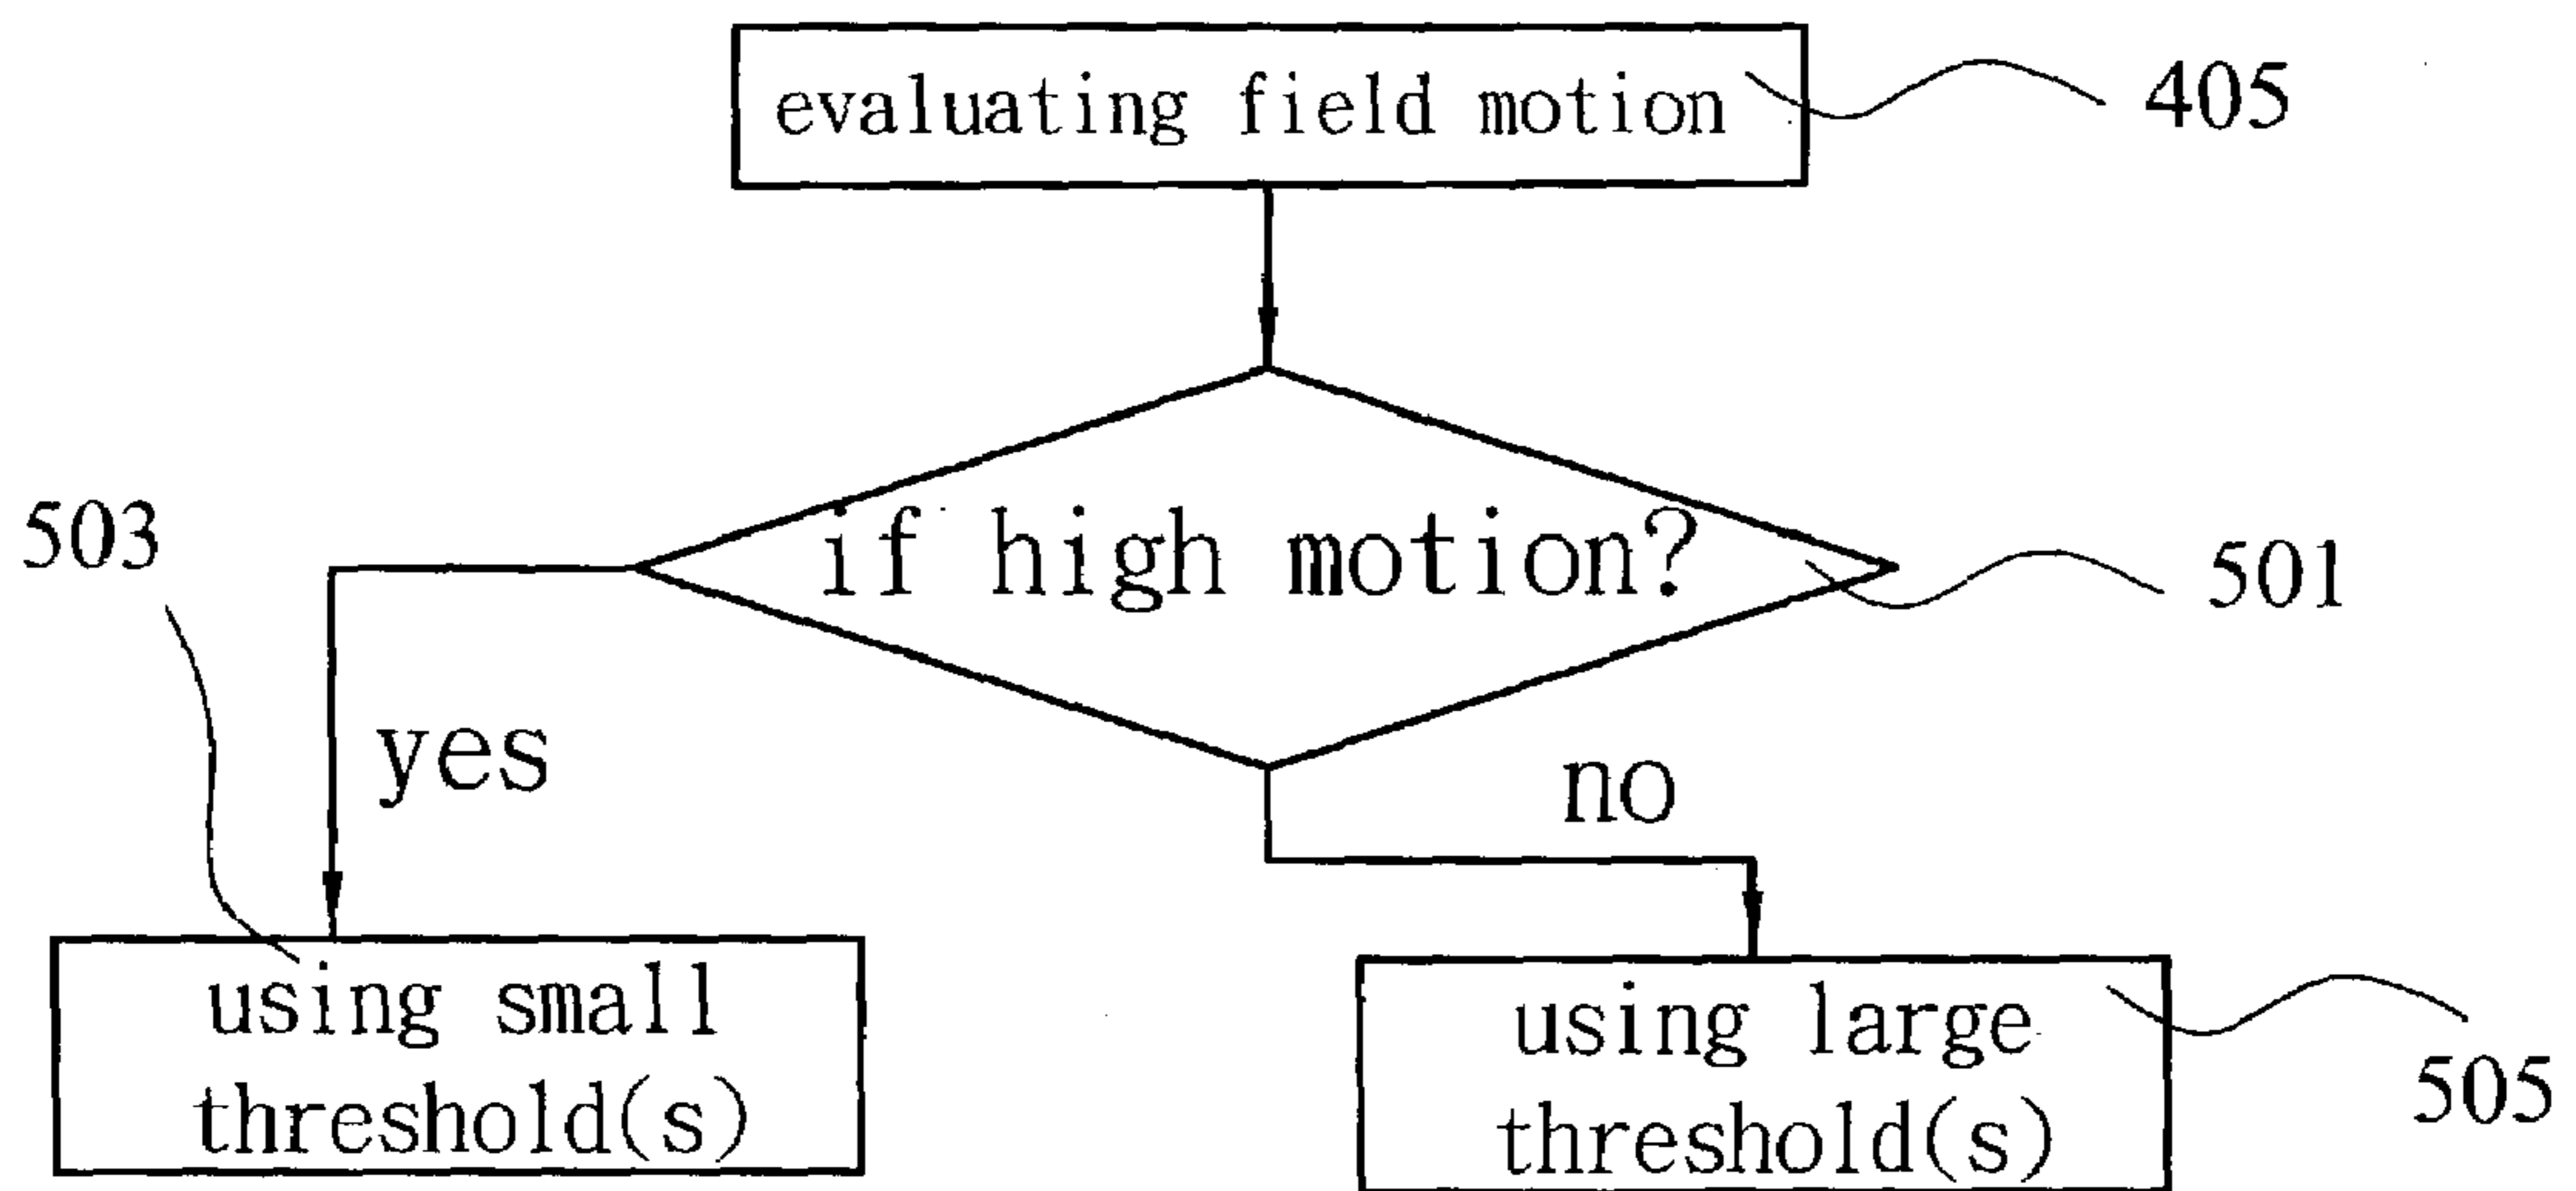 evaluating field motion
405
if high motion?
501
503
yes
no
using small
threshold(s)
using large
threshold(s)
505